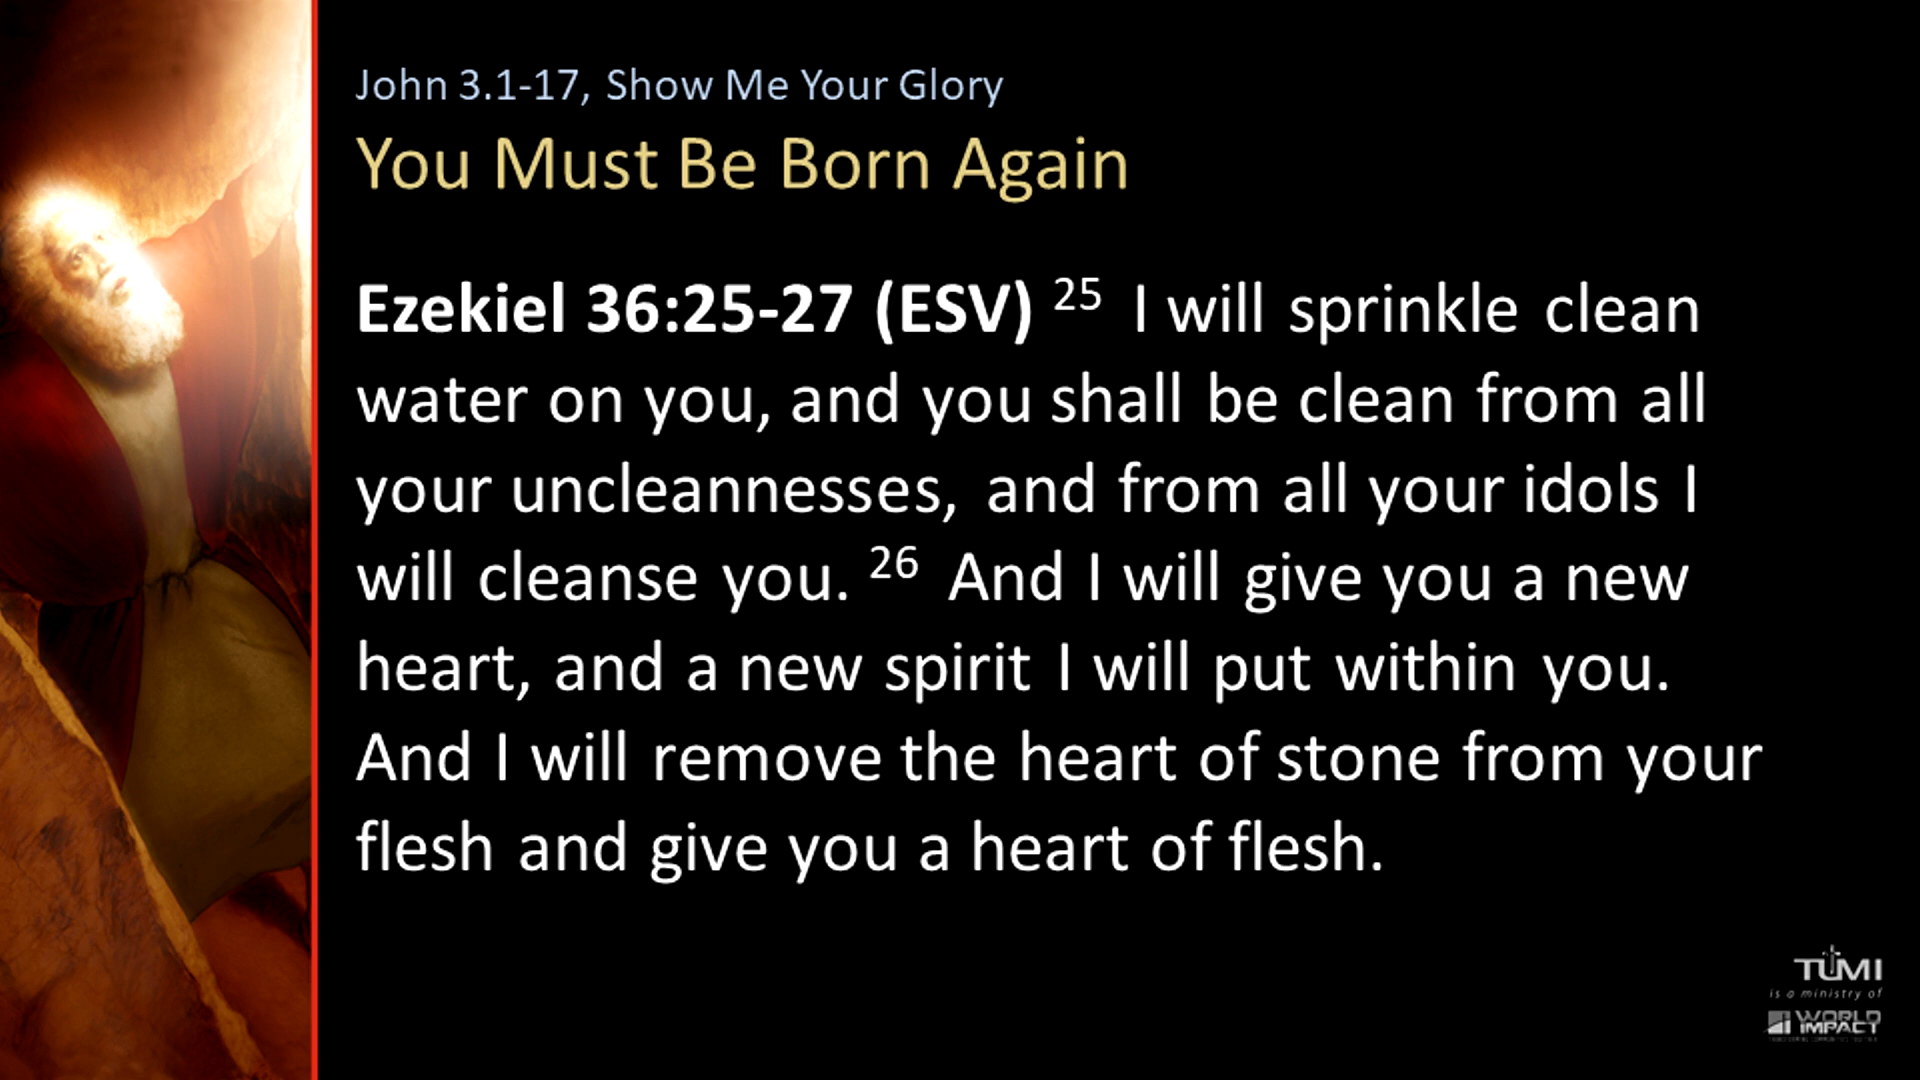 John 3.1-17, Show Me Your Glory
You Must Be Born Again
Ezekiel 36:25-27 (ESV) 25 I will sprinkle clean
water on you, and you shall be clean from all
your uncleannesses, and from all your idols I
will cleanse you. 26 And I will give you a new
heart, and a new spirit I will put within you.
And I will remove the heart of stone from your
flesh and give you a heart of flesh.
TUMI
is a ministry of
WORLD
IMPACT